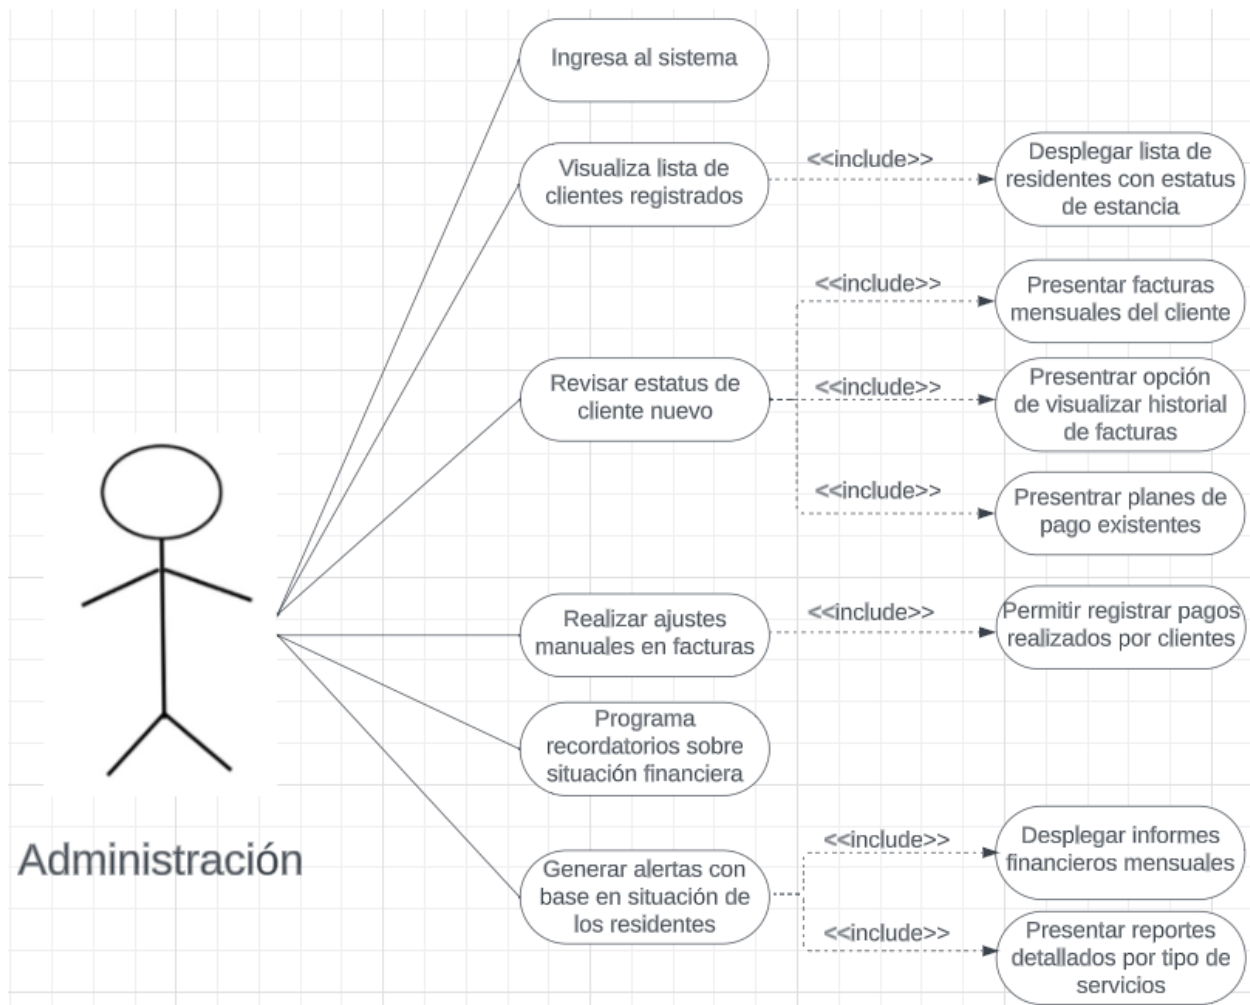 Ingresa al sistema
Visualiza lista de
clientes registrados
<<include>>
Desplegar lista de
residentes con estatus
de estancia
Revisar estatus de
cliente nuevo
<<include>>
Presentar facturas
mensuales del cliente
<<include>>
Presentrar opción
de visualizar historial
de facturas
<<include>>
Presentrar planes de
pago existentes
Realizar ajustes
manuales en facturas
<<include>>
Permitir registrar pagos
realizados por clientes
Programa
recordatorios sobre
situación financiera
Administración
Generar alertas con
base en situación de
los residentes
<<include>>
Desplegar informes
financieros mensuales
<<include>>
Presentar reportes
detallados por tipo de
servicios